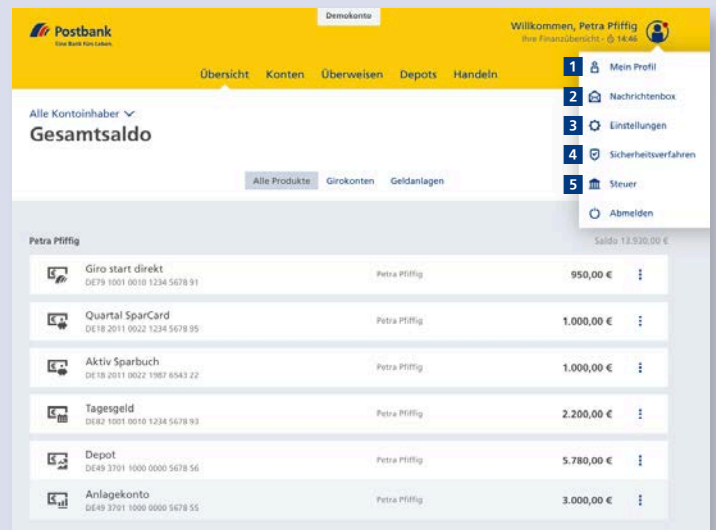 Postbank
Eine Bank fürs Leben.
Demokonto
Willkommen, Petra Pfiffig
Ihre Finanzübersicht - 14:46
Übersicht Konten Überweisen Depots Handeln
1 Mein Profil
2 Nachrichtenbox
3 Einstellungen
4 Sicherheitsverfahren
5 Steuer
Abmelden
Alle Kontoinhaber
Gesamtsaldo
Alle Produkte Girokonten Geldanlagen
Petra Pfiffig Saldo 13.930,00 €
Giro start direkt Petra Pfiffig 950,00 €
DE79 1001 0010 1234 5678 91
Quartal SparCard Petra Pfiffig 1.000,00 €
DE18 2011 0022 1234 5678 95
Aktiv Sparbuch Petra Pfiffig 1.000,00 €
DE18 2011 0022 1987 6543 22
Tagesgeld Petra Pfiffig 2.200,00 €
DE82 1001 0010 1234 5678 93
Depot Petra Pfiffig 5.780,00 €
DE49 3701 1000 0000 5678 56
Anlagekonto Petra Pfiffig 3.000,00 €
DE49 3701 1000 0000 5678 55